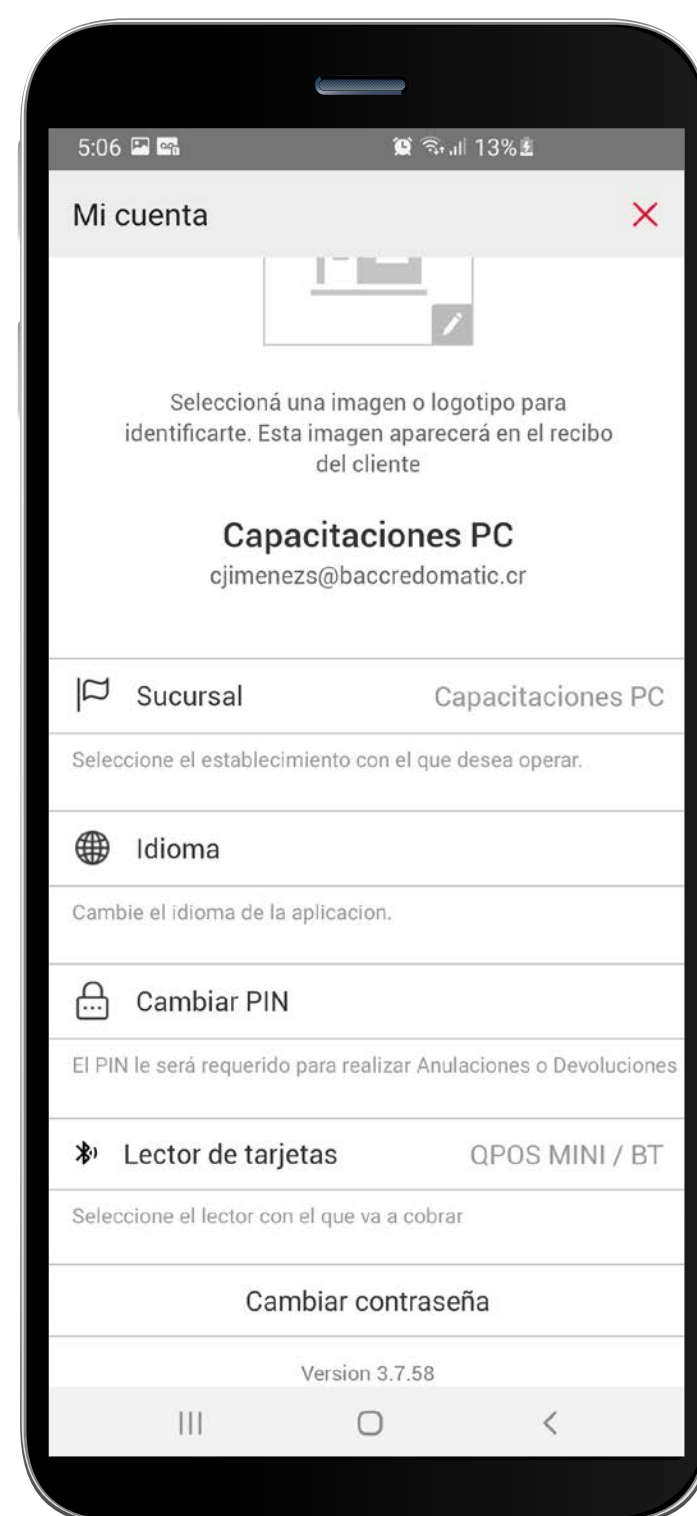 5:06
13%
Mi cuenta
Seleccioná una imagen o logotipo para
identificarte. Esta imagen aparecerá en el recibo
del cliente
Capacitaciones PC
cjimenezs@baccredomatic.cr
Sucursal Capacitaciones PC
Seleccione el establecimiento con el que desea operar.
Idioma
Cambie el idioma de la aplicacion.
Cambiar PIN
El PIN le será requerido para realizar Anulaciones o Devoluciones
Lector de tarjetas QPOS MINI / BT
Seleccione el lector con el que va a cobrar
Cambiar contraseña
Version 3.7.58